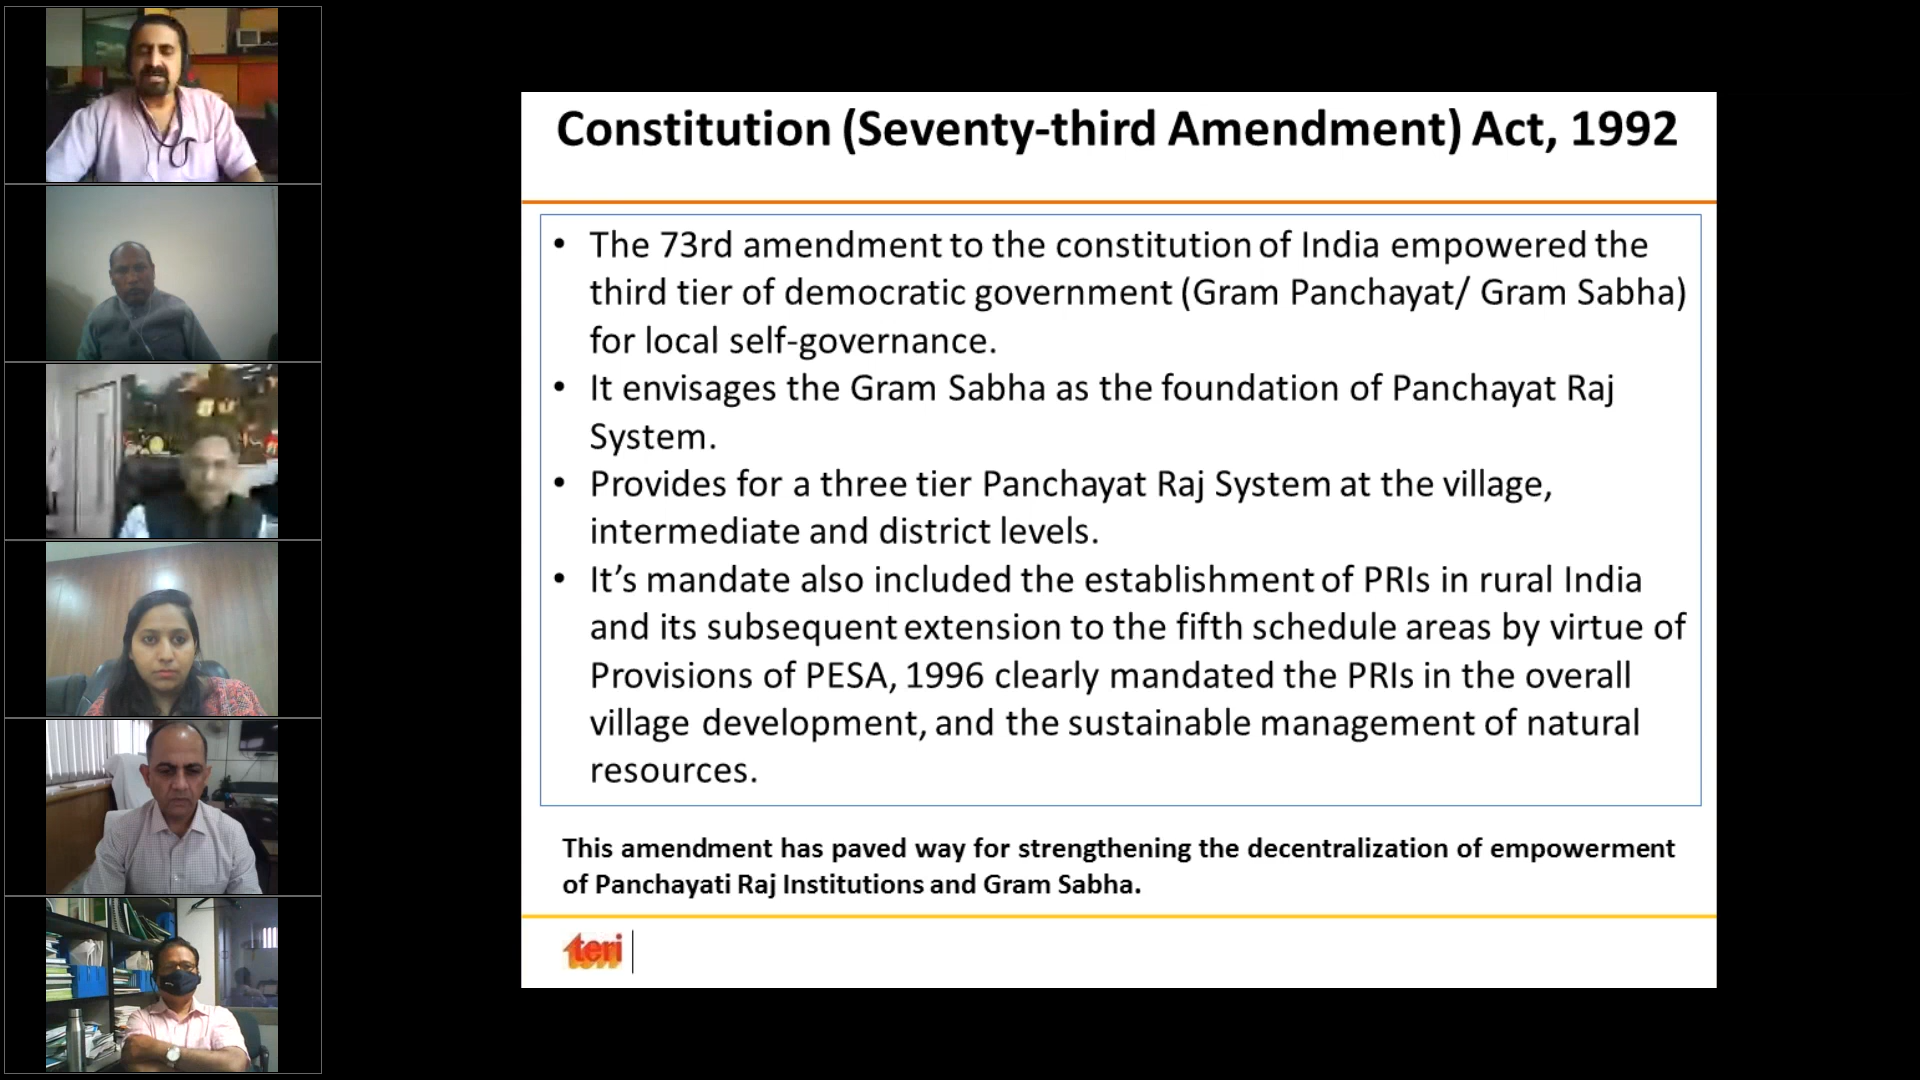 Constitution (Seventy-third Amendment) Act, 1992
• The 73rd amendment to the constitution of India empowered the
third tier of democratic government (Gram Panchayat/ Gram Sabha)
for local self-governance.
• It envisages the Gram Sabha as the foundation of Panchayat Raj
System.
• Provides for a three tier Panchayat Raj System at the village,
intermediate and district levels.
• It’s mandate also included the establishment of PRIs in rural India
and its subsequent extension to the fifth schedule areas by virtue of
Provisions of PESA, 1996 clearly mandated the PRIs in the overall
village development, and the sustainable management of natural
resources.
This amendment has paved way for strengthening the decentralization of empowerment
of Panchayati Raj Institutions and Gram Sabha.
teri